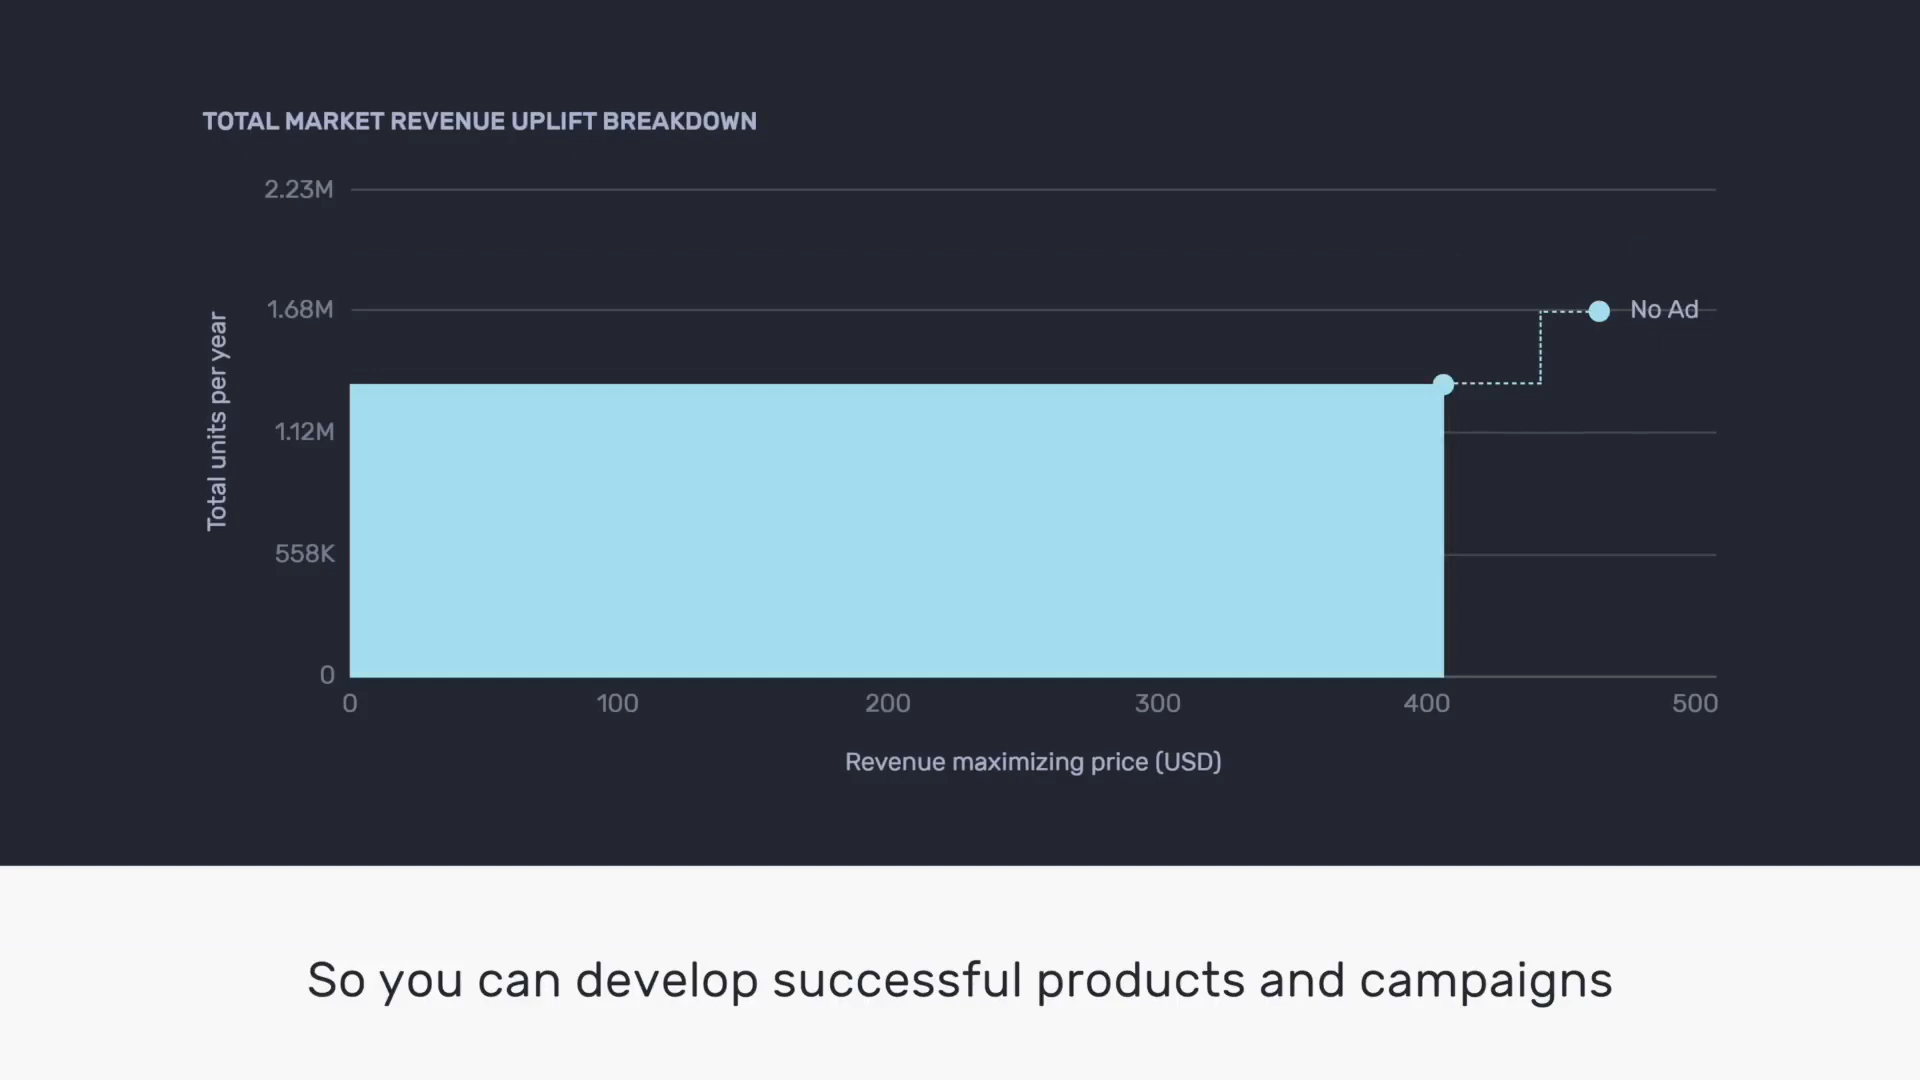 TOTAL MARKET REVENUE UPLIFT BREAKDOWN
2.23M
1.68M
No Ad
1.12M
558K
0
Total units per year
0 100 200 300 400 500
Revenue maximizing price (USD)
So you can develop successful products and campaigns